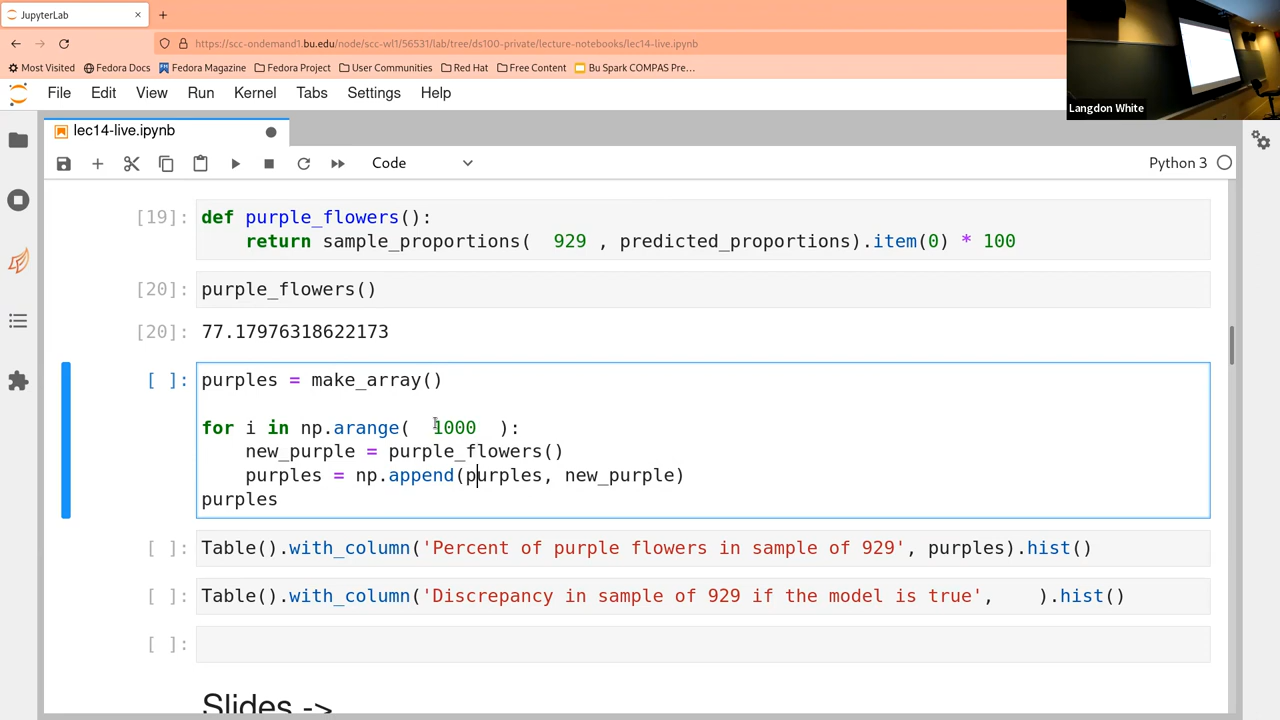 JupyterLab
https://scc-ondemand1.bu.edu/node/scc-wl1/56531/lab/tree/ds100-private/lecture-notebooks/lec14-live.ipynb
Most Visited Fedora Docs Fedora Magazine Fedora Project User Communities Red Hat Free Content Bu Spark COMPAS Pre...
Langdon White
File Edit View Run Kernel Tabs Settings Help
lec14-live.ipynb
Code Python 3
[19]: def purple_flowers():
return sample_proportions( 929 , predicted_proportions).item(0) * 100
[20]: purple_flowers()
[20]: 77.17976318622173
[ ]: purples = make_array()
for i in np.arange( 1000 ):
new_purple = purple_flowers()
purples = np.append(purples, new_purple)
purples
[ ]: Table().with_column('Percent of purple flowers in sample of 929', purples).hist()
[ ]: Table().with_column('Discrepancy in sample of 929 if the model is true', ).hist()
[ ]:
Slides ->